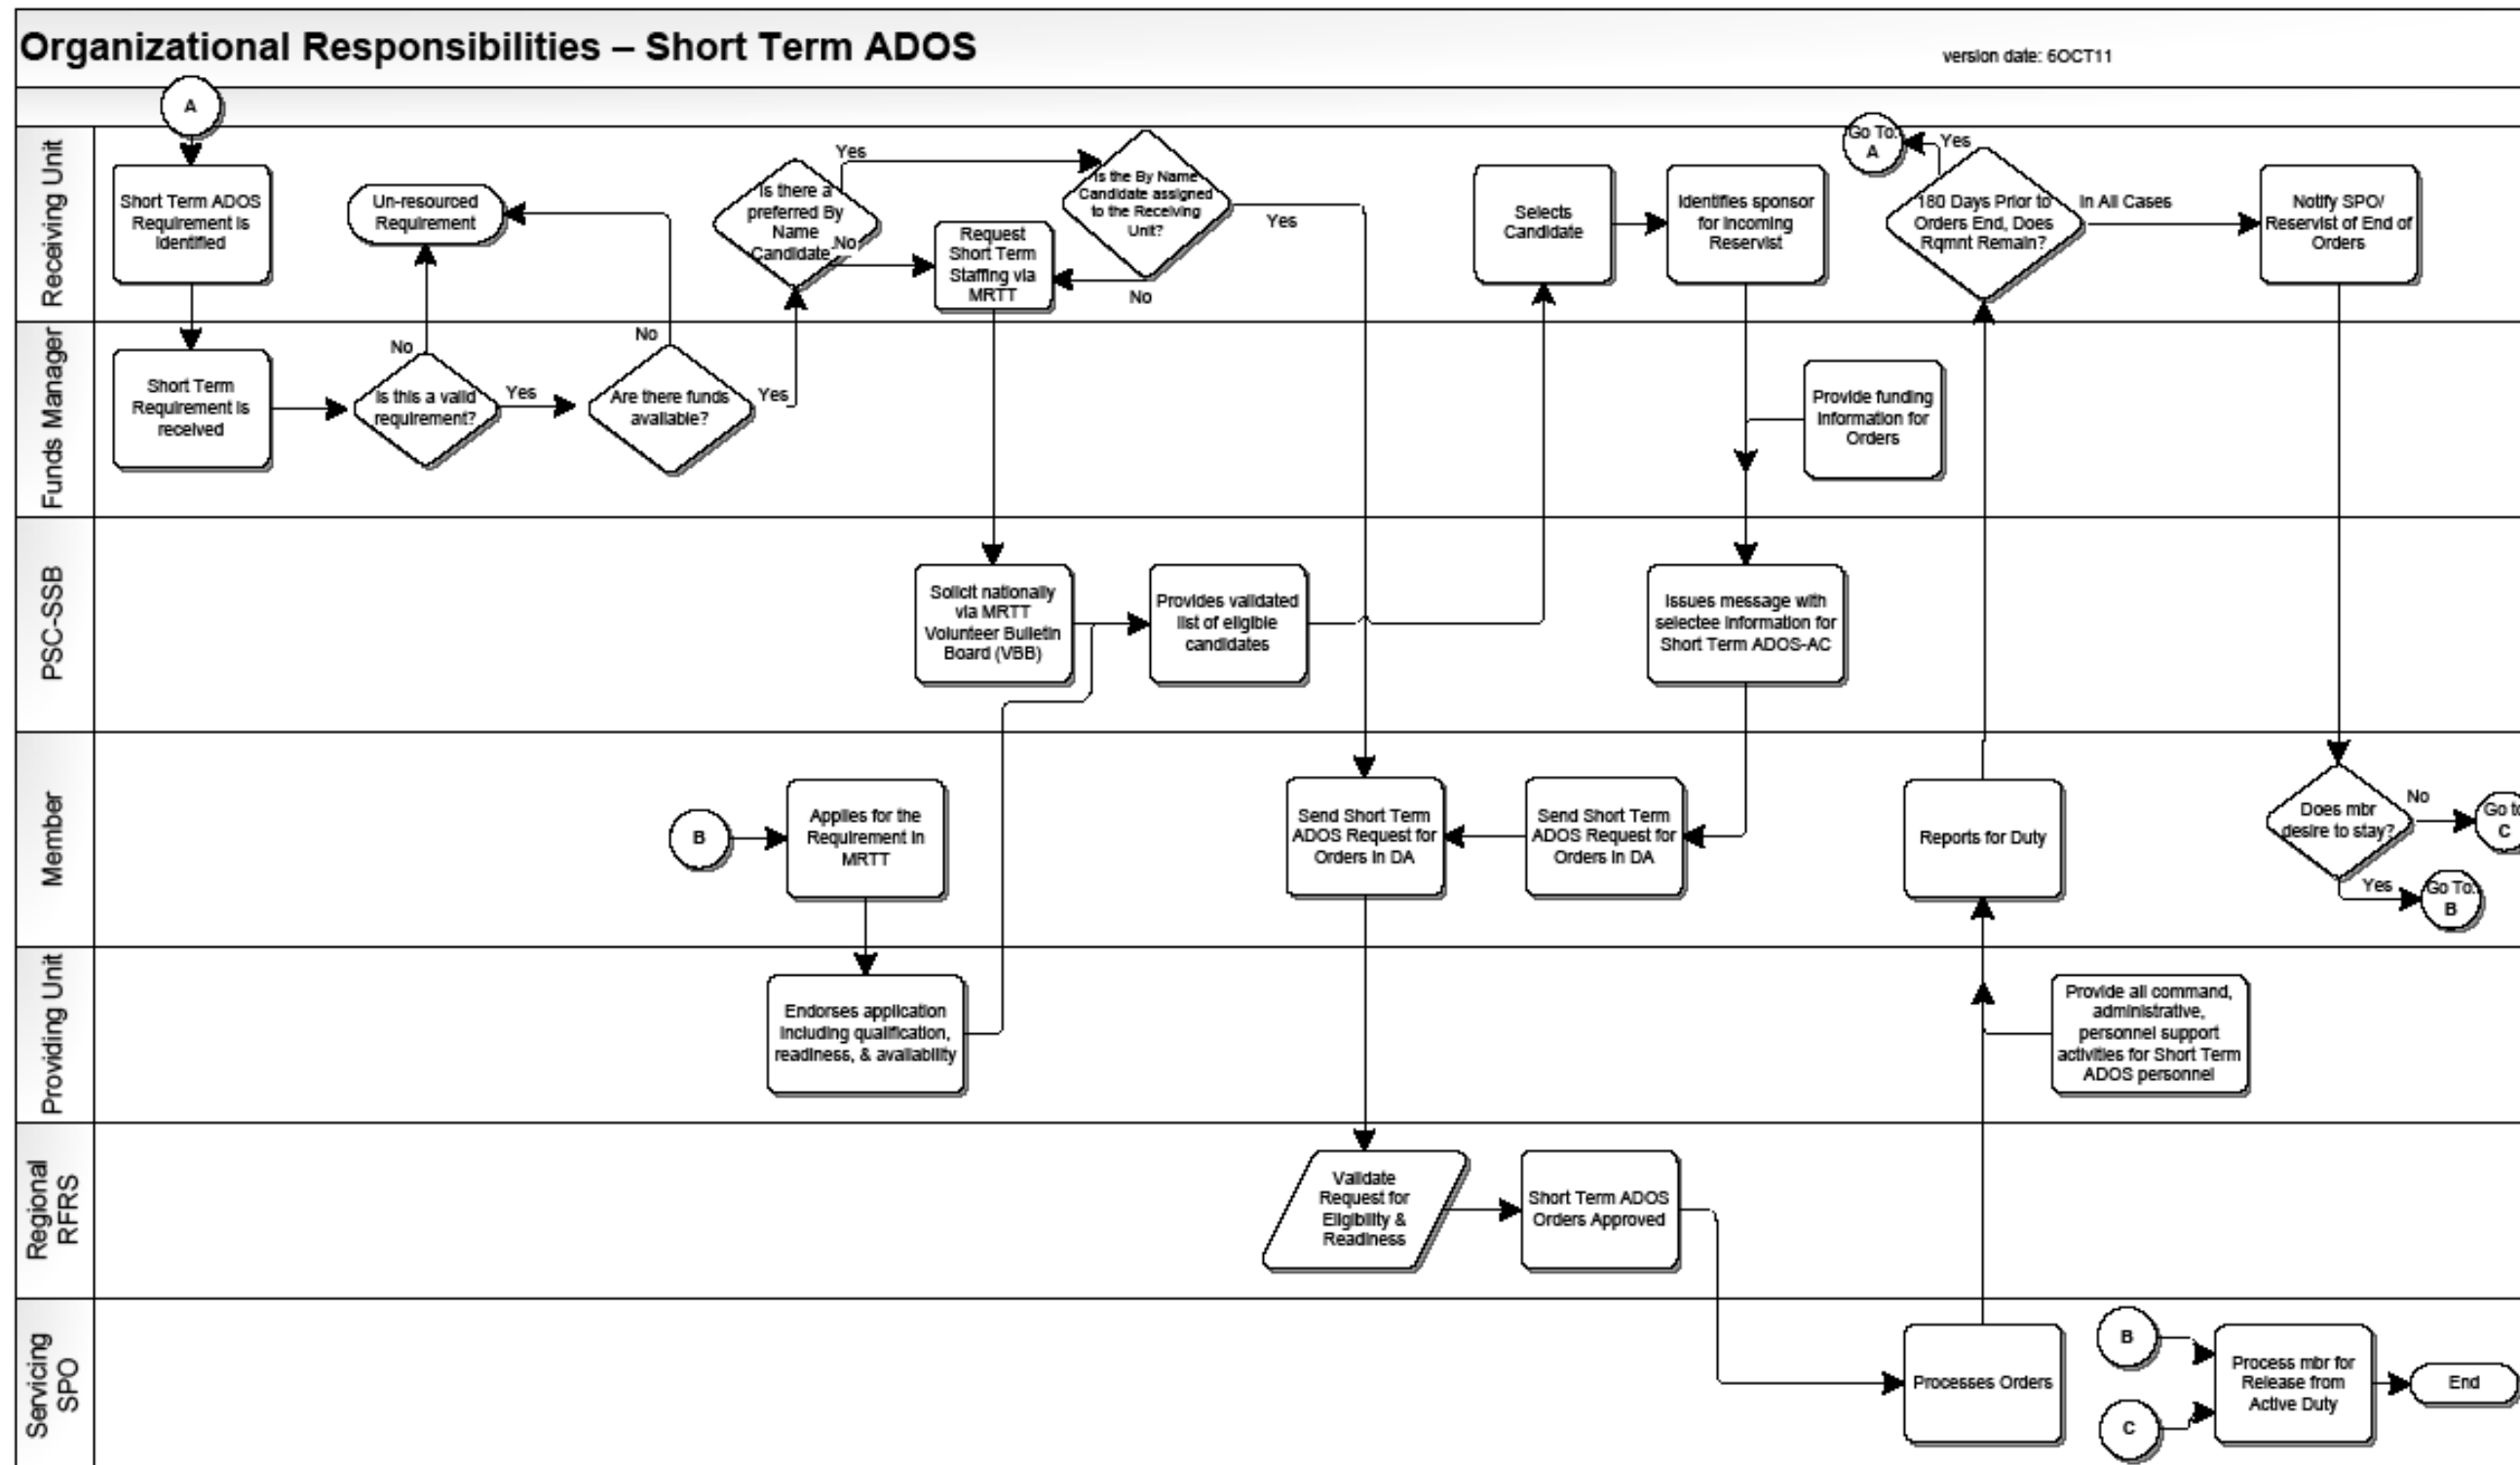 Organizational Responsibilities – Short Term ADOS
version date: 6OCT11
A
Receiving Unit
Short Term ADOS
Requirement is
Identified
Un-resourced
Requirement
Is there a
preferred By
Name
Candidate
Yes
No
Request
Short Term
Staffing via
MRTT
Is the By Name
Candidate assigned
to the Receiving
Unit?
Yes
No
Selects
Candidate
Identifies sponsor
for Incoming
Reservist
Go To:
A
Yes
180 Days Prior to
Orders End, Does
Rqmnt Remain?
In All Cases
Notify SPO/
Reservist of End of
Orders
Funds Manager
Short Term
Requirement is
received
No
Is this a valid
requirement?
Yes
No
Are there funds
available?
Yes
Provide funding
Information for
Orders
PSC-SSB
Solicit nationally
via MRTT
Volunteer Bulletin
Board (VBB)
Provides validated
list of eligible
candidates
Issues message with
selectee Information for
Short Term ADOS-AC
Member
B
Applies for the
Requirement in
MRTT
Send Short Term
ADOS Request for
Orders in DA
Send Short Term
ADOS Request for
Orders in DA
Reports for Duty
Does mbr
desire to stay?
No
Go to
C
Yes
Go To:
B
Providing Unit
Endorses application
Including qualification,
readiness, & availability
Provide all command,
administrative,
personnel support
activities for Short Term
ADOS personnel
Regional
RFRS
Validate
Request for
Eligibility &
Readiness
Short Term ADOS
Orders Approved
Servicing
SPO
Processes Orders
B
C
Process mbr for
Release from
Active Duty
End